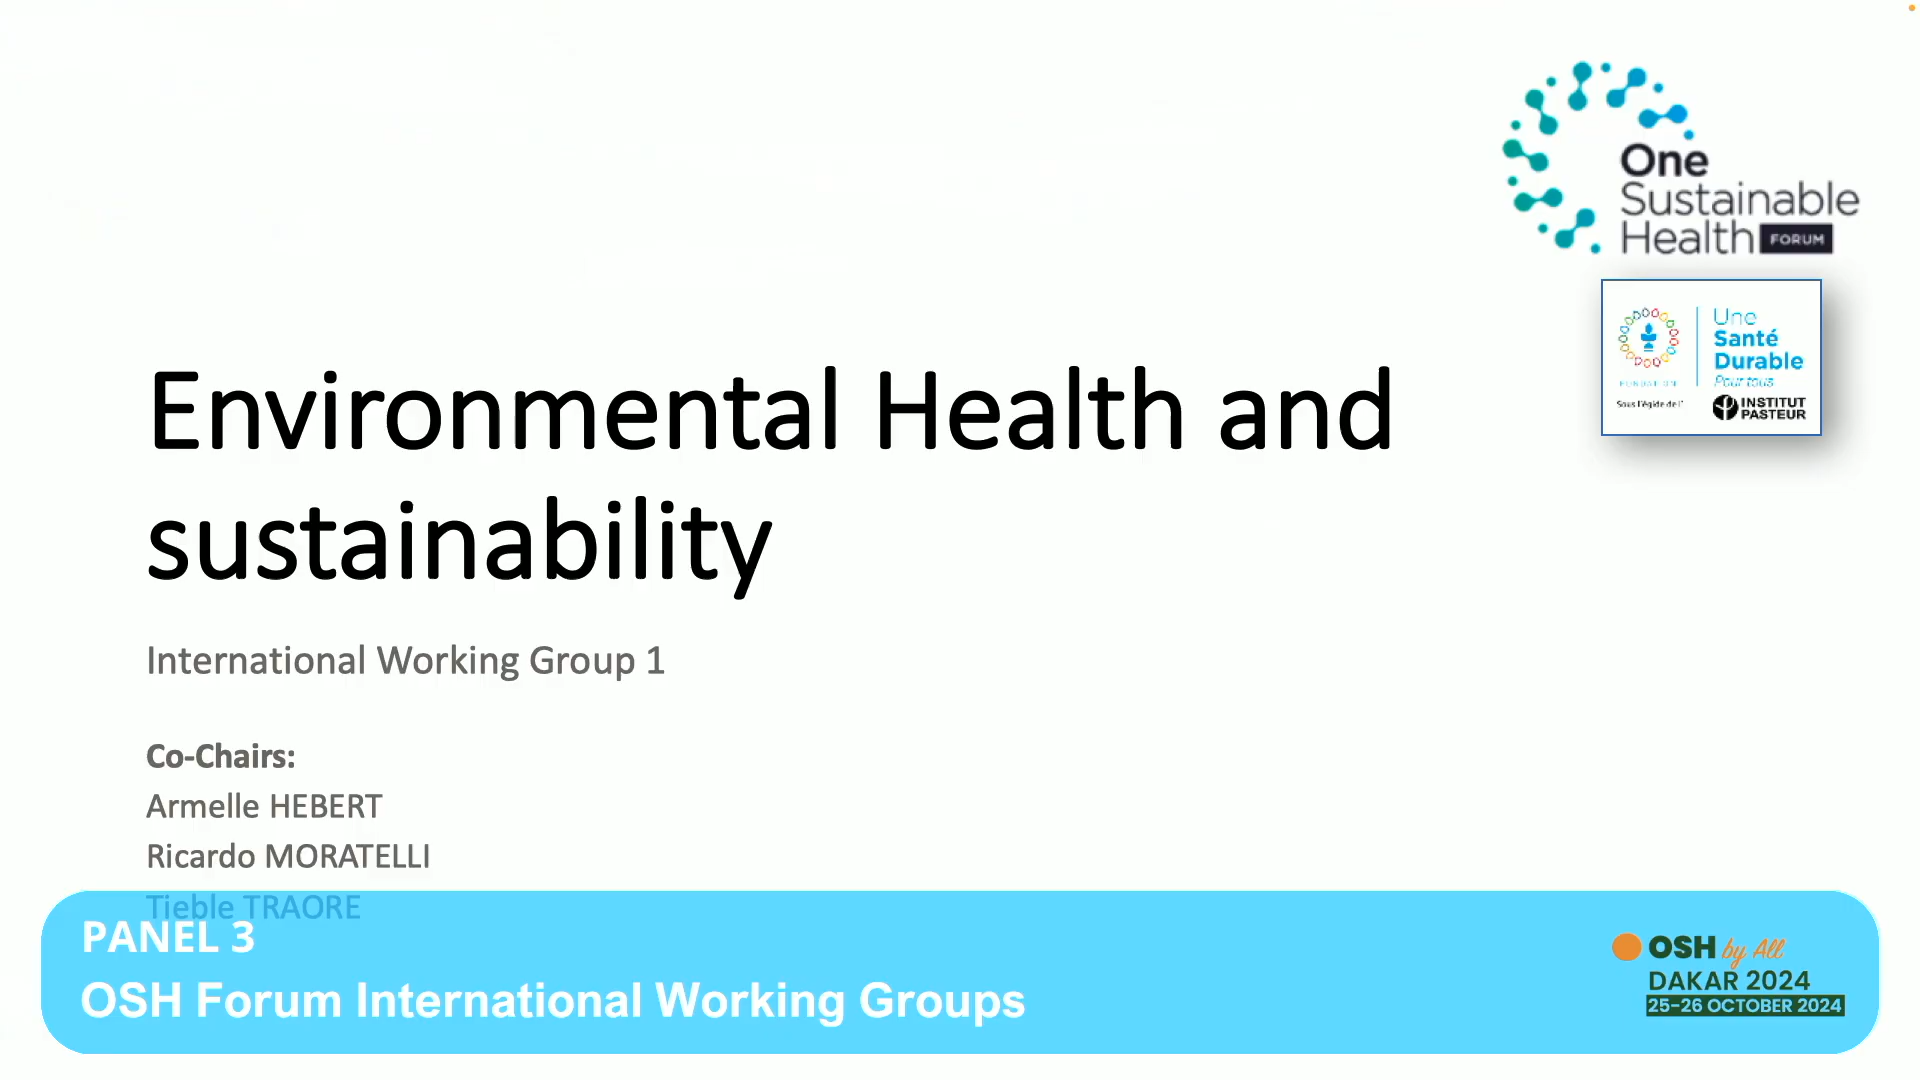 One
Sustainable
Health FORUM
Une
Santé
Durable
Pour tous
FONDATION
Sous l'égide de l'
INSTITUT
PASTEUR
Environmental Health and
sustainability
International Working Group 1
Co-Chairs:
Armelle HEBERT
Ricardo MORATELLI
Tieble TRAORE
PANEL 3
OSH Forum International Working Groups
OSH by All
DAKAR 2024
25-26 OCTOBER 2024